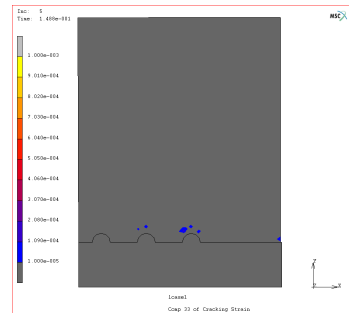 Inc: 5
Time: 1.488e-001
MSC
1.000e-003
9.010e-004
8.020e-004
7.030e-004
6.040e-004
5.050e-004
4.060e-004
3.070e-004
2.080e-004
1.090e-004
1.000e-005
Z
Y X
lcase1
Comp 33 of Cracking Strain